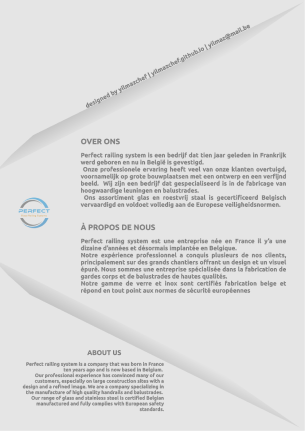 designed by yilmazchef | yilmazchef.github.io | yilmaz@mail.be
OVER ONS
Perfect railing system is een bedrijf dat tien jaar geleden in Frankrijk
werd geboren en nu in België is gevestigd.
Onze professionele ervaring heeft veel van onze klanten overtuigd,
voornamelijk op grote bouwplaatsen met een ontwerp en een verfijnd
beeld. Wij zijn een bedrijf dat gespecialiseerd is in de fabricage van
hoogwaardige leuningen en balustrades.
Ons assortiment glas en roestvrij staal is gecertificeerd Belgisch
vervaardigd en voldoet volledig aan de Europese veiligheidsnormen.
PERFECT
À PROPOS DE NOUS
Perfect railing system est une entreprise née en France il y'a une
dizaine d'années et désormais implantée en Belgique.
Notre expérience professionel a conquis plusieurs de nos clients,
principalement sur des grands chantiers offrant un design et un visuel
épuré. Nous sommes une entreprise spécialisée dans la fabrication de
gardes corps et de balustrades de hautes qualités.
Notre gamme de verre et inox sont certifiés fabrication belge et
répond en tout point aux normes de sécurité européennes
ABOUT US
Perfect railing system is a company that was born in France
ten years ago and is now based in Belgium.
Our professional experience has convinced many of our
customers, especially on large construction sites with a
design and a refined image. We are a company specializing in
the manufacture of high quality handrails and balustrades.
Our range of glass and stainless steel is certified Belgian
manufactured and fully complies with European safety
standards.